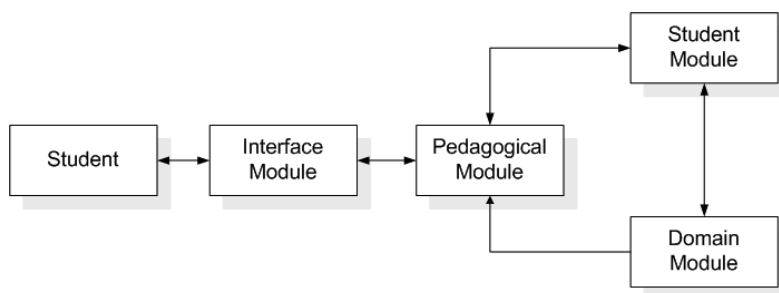 Student
Module
Student
Interface
Module
Pedagogical
Module
Domain
Module